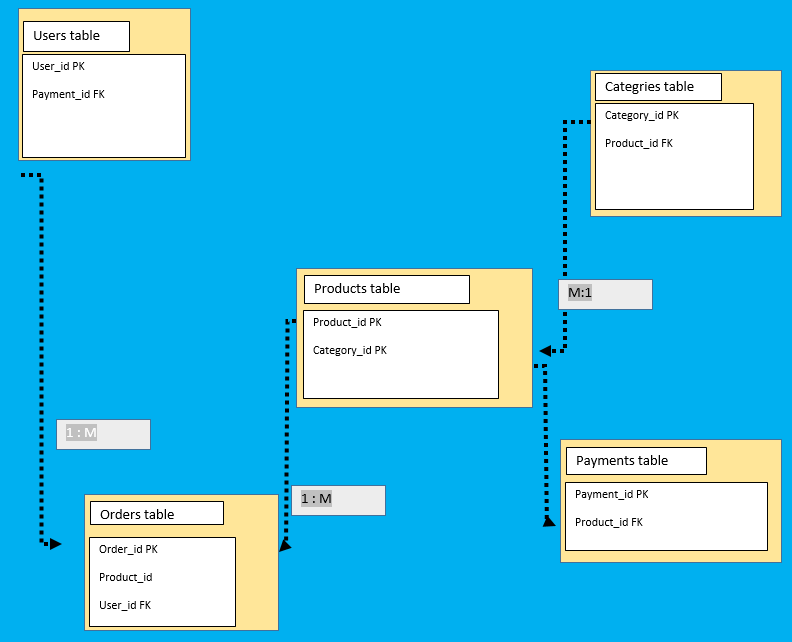 Users table
User_id PK
Payment_id FK
Categries table
Category_id PK
Product_id FK
Products table
Product_id PK
Category_id PK
M:1
1 : M
Payments table
Payment_id PK
Product_id FK
1 : M
Orders table
Order_id PK
Product_id
User_id FK